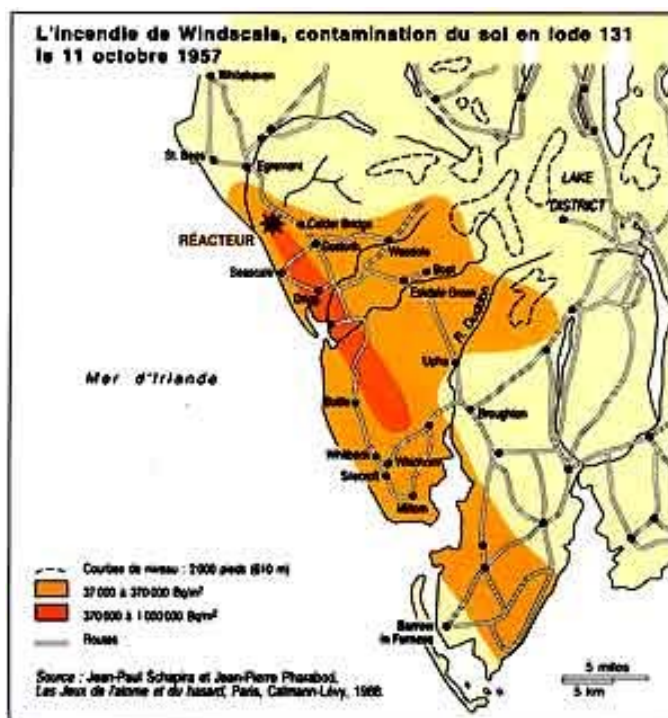 L'incendie de Windscale, contamination du sol en iode 131
le 11 octobre 1957
Whitehaven
St. Bees
Egremont
LAKE
DISTRICT
Calder Bridge
RÉACTEUR
Gosforth
Wasdale
Seascale
Boot
Drigg
Eskdale Green
R. Duddon
Ulpha
Mer d'Irlande
Bootle
Broughton
Whitbeck
Silecroft
Millom
Courbes de niveau : 2 000 pieds (610 m)
37 000 à 370 000 Bq/m²
370 000 à 1 000 000 Bq/m²
Routes
Barrow
in Furness
Source : Jean-Paul Schapira et Jean-Pierre Pharabod,
Les Jeux de l'atome et du hasard, Paris, Calmann-Lévy, 1988.
5 miles
5 km